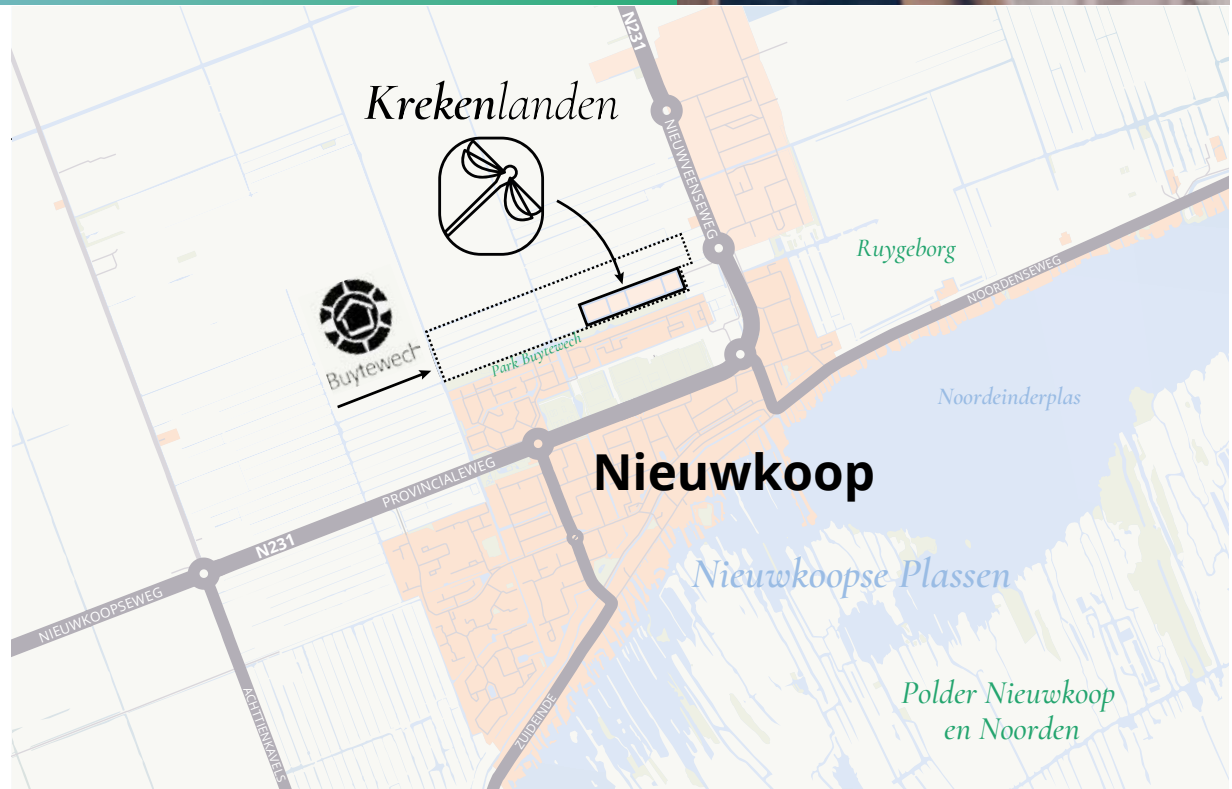 N231
Krekenlanden
NIEUWVEENSEWEG
Ruygeborg
NOORDENSEWEG
Buytewech
Park Buytewech
Noordeinderplas
Nieuwkoop
PROVINCIALEWEG
N231
Nieuwkoopse Plassen
NIEUWKOOPSEWEG
ACHTTIENKAVELS
ZUIDEINDE
Polder Nieuwkoop
en Noorden